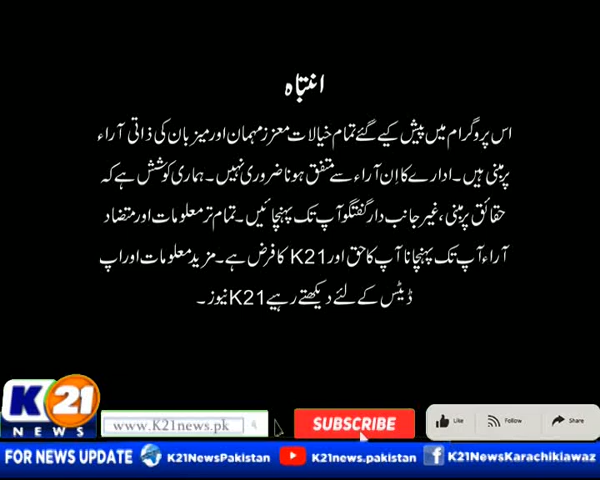 انتباہ
اس پروگرام میں پیش کیے گئے تمام خیالات معزز مہمان اور میزبان کی ذاتی آراء
پر مبنی ہیں۔ ادارے کا اِن آراء سے متفق ہونا ضروری نہیں۔ ہماری کوشش ہے کہ
حقائق پر مبنی، غیر جانب دار گفتگو آپ تک پہنچائیں۔ تمام تر معلومات اور متضاد
آراء آپ تک پہنچانا آپ کا حق اور K21 کا فرض ہے۔ مزید معلومات اور اپ
ڈیٹس کے لئے دیکھتے رہیے K21 نیوز۔
K21
NEWS
www.K21news.pk
SUBSCRIBE
Like
Follow
Share
FOR NEWS UPDATE
K21NewsPakistan
K21news.pakistan
K21NewsKarachikiawaz